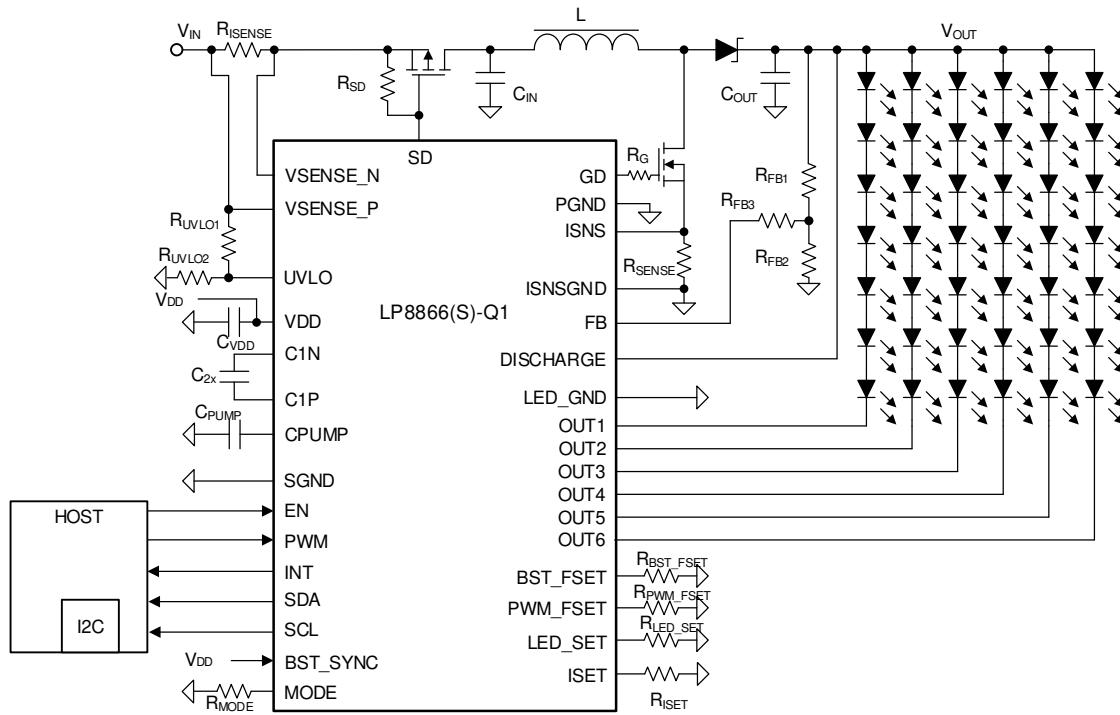 L
VIN
RISENSE
VOUT
RSD
CIN
COUT
SD
RG
GD
VSENSE_N
RFB1
PGND
VSENSE_P
RFB3
RUVLO1
ISNS
RFB2
RUVLO2
RSENSE
UVLO
ISNSGND
VDD
LP8866(S)-Q1
VDD
FB
CVDD
C1N
DISCHARGE
C2x
C1P
LED_GND
CPUMP
OUT1
CPUMP
OUT2
OUT3
SGND
OUT4
EN
OUT5
HOST
PWM
OUT6
INT
RBST_FSET
BST_FSET
SDA
RPWM_FSET
PWM_FSET
I2C
SCL
RLED_SET
LED_SET
VDD
BST_SYNC
ISET
MODE
RMODE
RISET